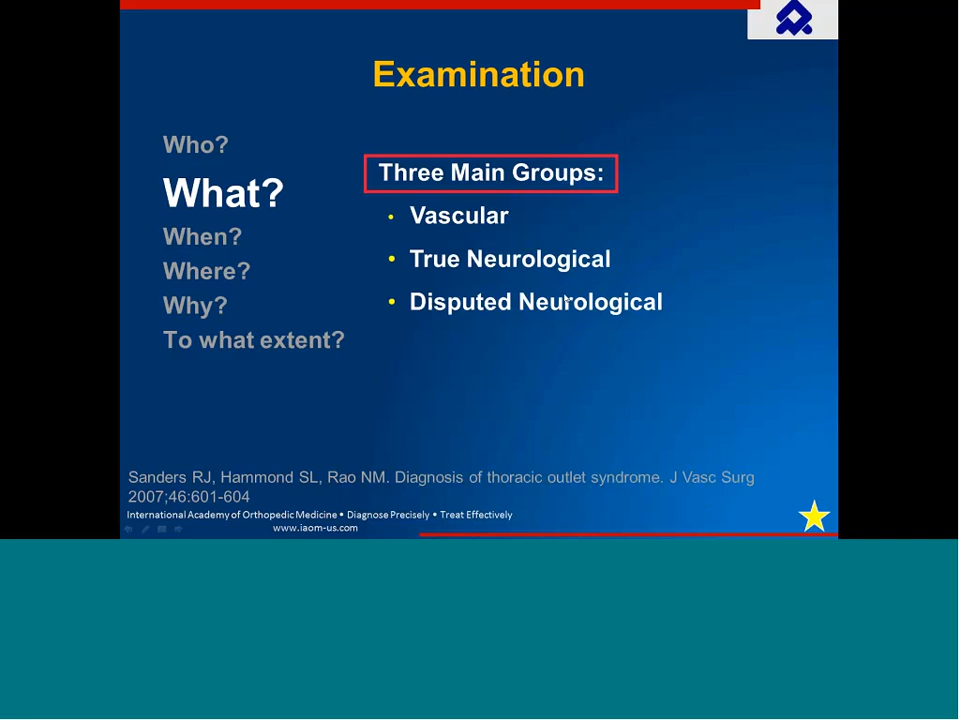 Examination
Who?
What?
When?
Where?
Why?
To what extent?
Three Main Groups:
• Vascular
• True Neurological
• Disputed Neurological
Sanders RJ, Hammond SL, Rao NM. Diagnosis of thoracic outlet syndrome. J Vasc Surg
2007;46:601-604
International Academy of Orthopedic Medicine • Diagnose Precisely • Treat Effectively
www.iaom-us.com